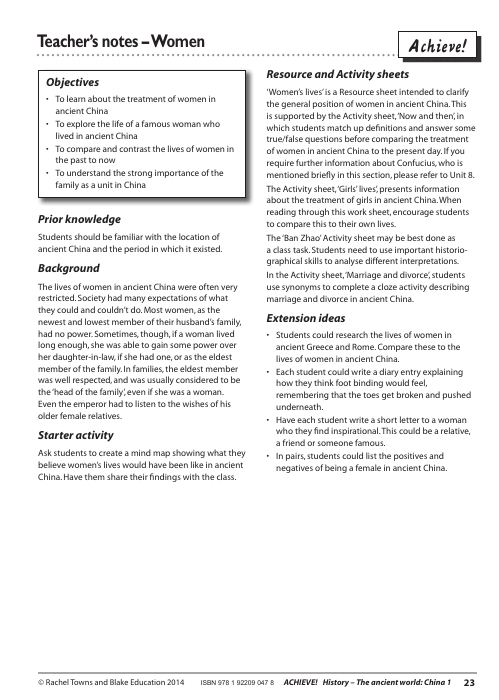 Teacher's notes – Women
Achieve!
Objectives
• To learn about the treatment of women in
ancient China
• To explore the life of a famous woman who
lived in ancient China
• To compare and contrast the lives of women in
the past to now
• To understand the strong importance of the
family as a unit in China
Prior knowledge
Students should be familiar with the location of
ancient China and the period in which it existed.
Background
The lives of women in ancient China were often very
restricted. Society had many expectations of what
they could and couldn't do. Most women, as the
newest and lowest member of their husband's family,
had no power. Sometimes, though, if a woman lived
long enough, she was able to gain some power over
her daughter-in-law, if she had one, or as the eldest
member of the family. In families, the eldest member
was well respected, and was usually considered to be
the 'head of the family', even if she was a woman.
Even the emperor had to listen to the wishes of his
older female relatives.
Starter activity
Ask students to create a mind map showing what they
believe women's lives would have been like in ancient
China. Have them share their findings with the class.
Resource and Activity sheets
'Women's lives' is a Resource sheet intended to clarify
the general position of women in ancient China. This
is supported by the Activity sheet, 'Now and then', in
which students match up definitions and answer some
true/false questions before comparing the treatment
of women in ancient China to the present day. If you
require further information about Confucius, who is
mentioned briefly in this section, please refer to Unit 8.
The Activity sheet, 'Girls' lives', presents information
about the treatment of girls in ancient China. When
reading through this work sheet, encourage students
to compare this to their own lives.
The 'Ban Zhao' Activity sheet may be best done as
a class task. Students need to use important historio-
graphical skills to analyse different interpretations.
In the Activity sheet, 'Marriage and divorce', students
use synonyms to complete a cloze activity describing
marriage and divorce in ancient China.
Extension ideas
• Students could research the lives of women in
ancient Greece and Rome. Compare these to the
lives of women in ancient China.
• Each student could write a diary entry explaining
how they think foot binding would feel,
remembering that the toes get broken and pushed
underneath.
• Have each student write a short letter to a woman
who they find inspirational. This could be a relative,
a friend or someone famous.
• In pairs, students could list the positives and
negatives of being a female in ancient China.
© Rachel Towns and Blake Education 2014 ISBN 978 1 92209 047 8 ACHIEVE! History – The ancient world: China 1 23